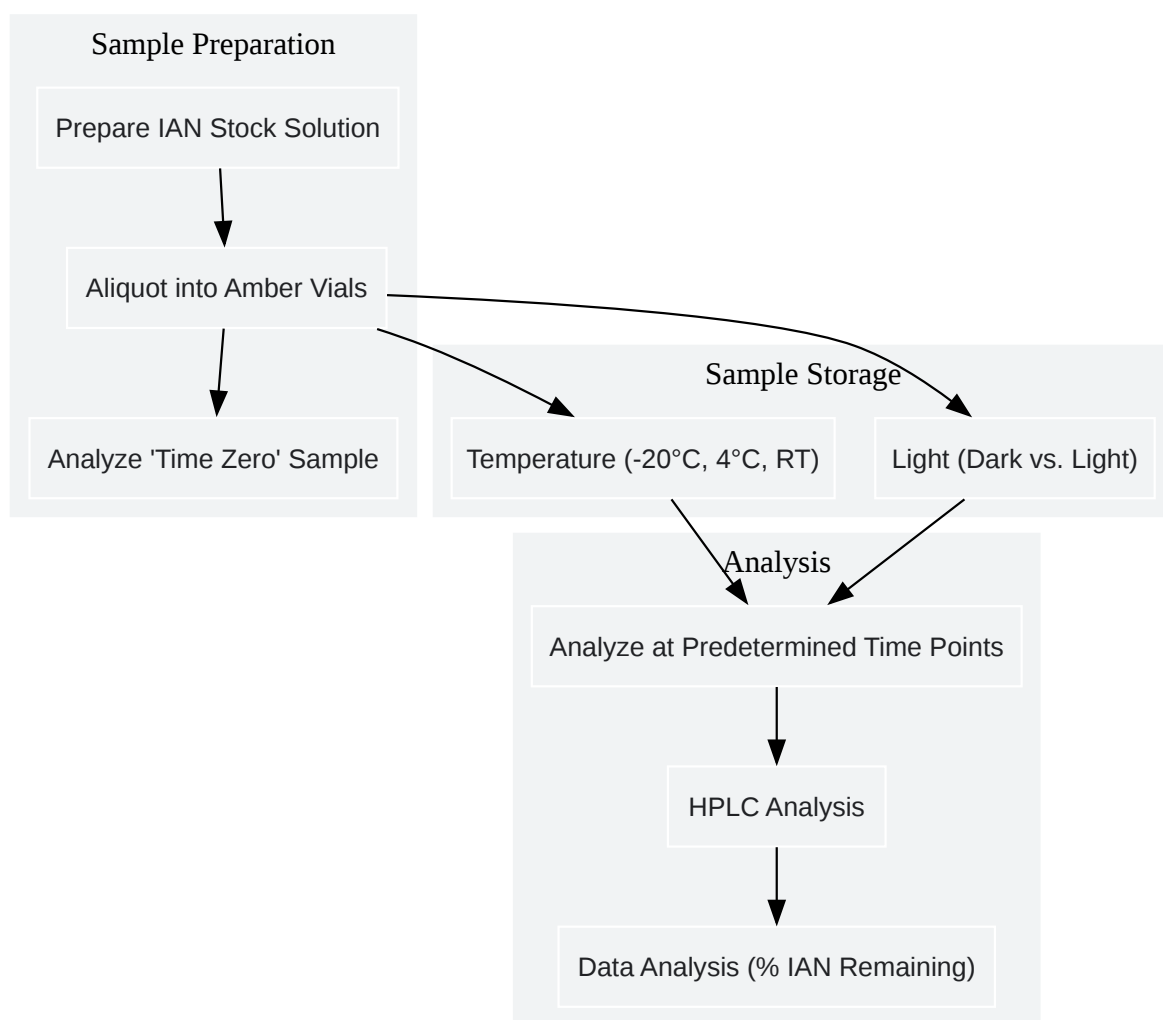 Sample Preparation
Prepare IAN Stock Solution
Aliquot into Amber Vials
Analyze 'Time Zero' Sample
Sample Storage
Temperature (-20°C, 4°C, RT)
Light (Dark vs. Light)
Analysis
Analyze at Predetermined Time Points
HPLC Analysis
Data Analysis (% IAN Remaining)